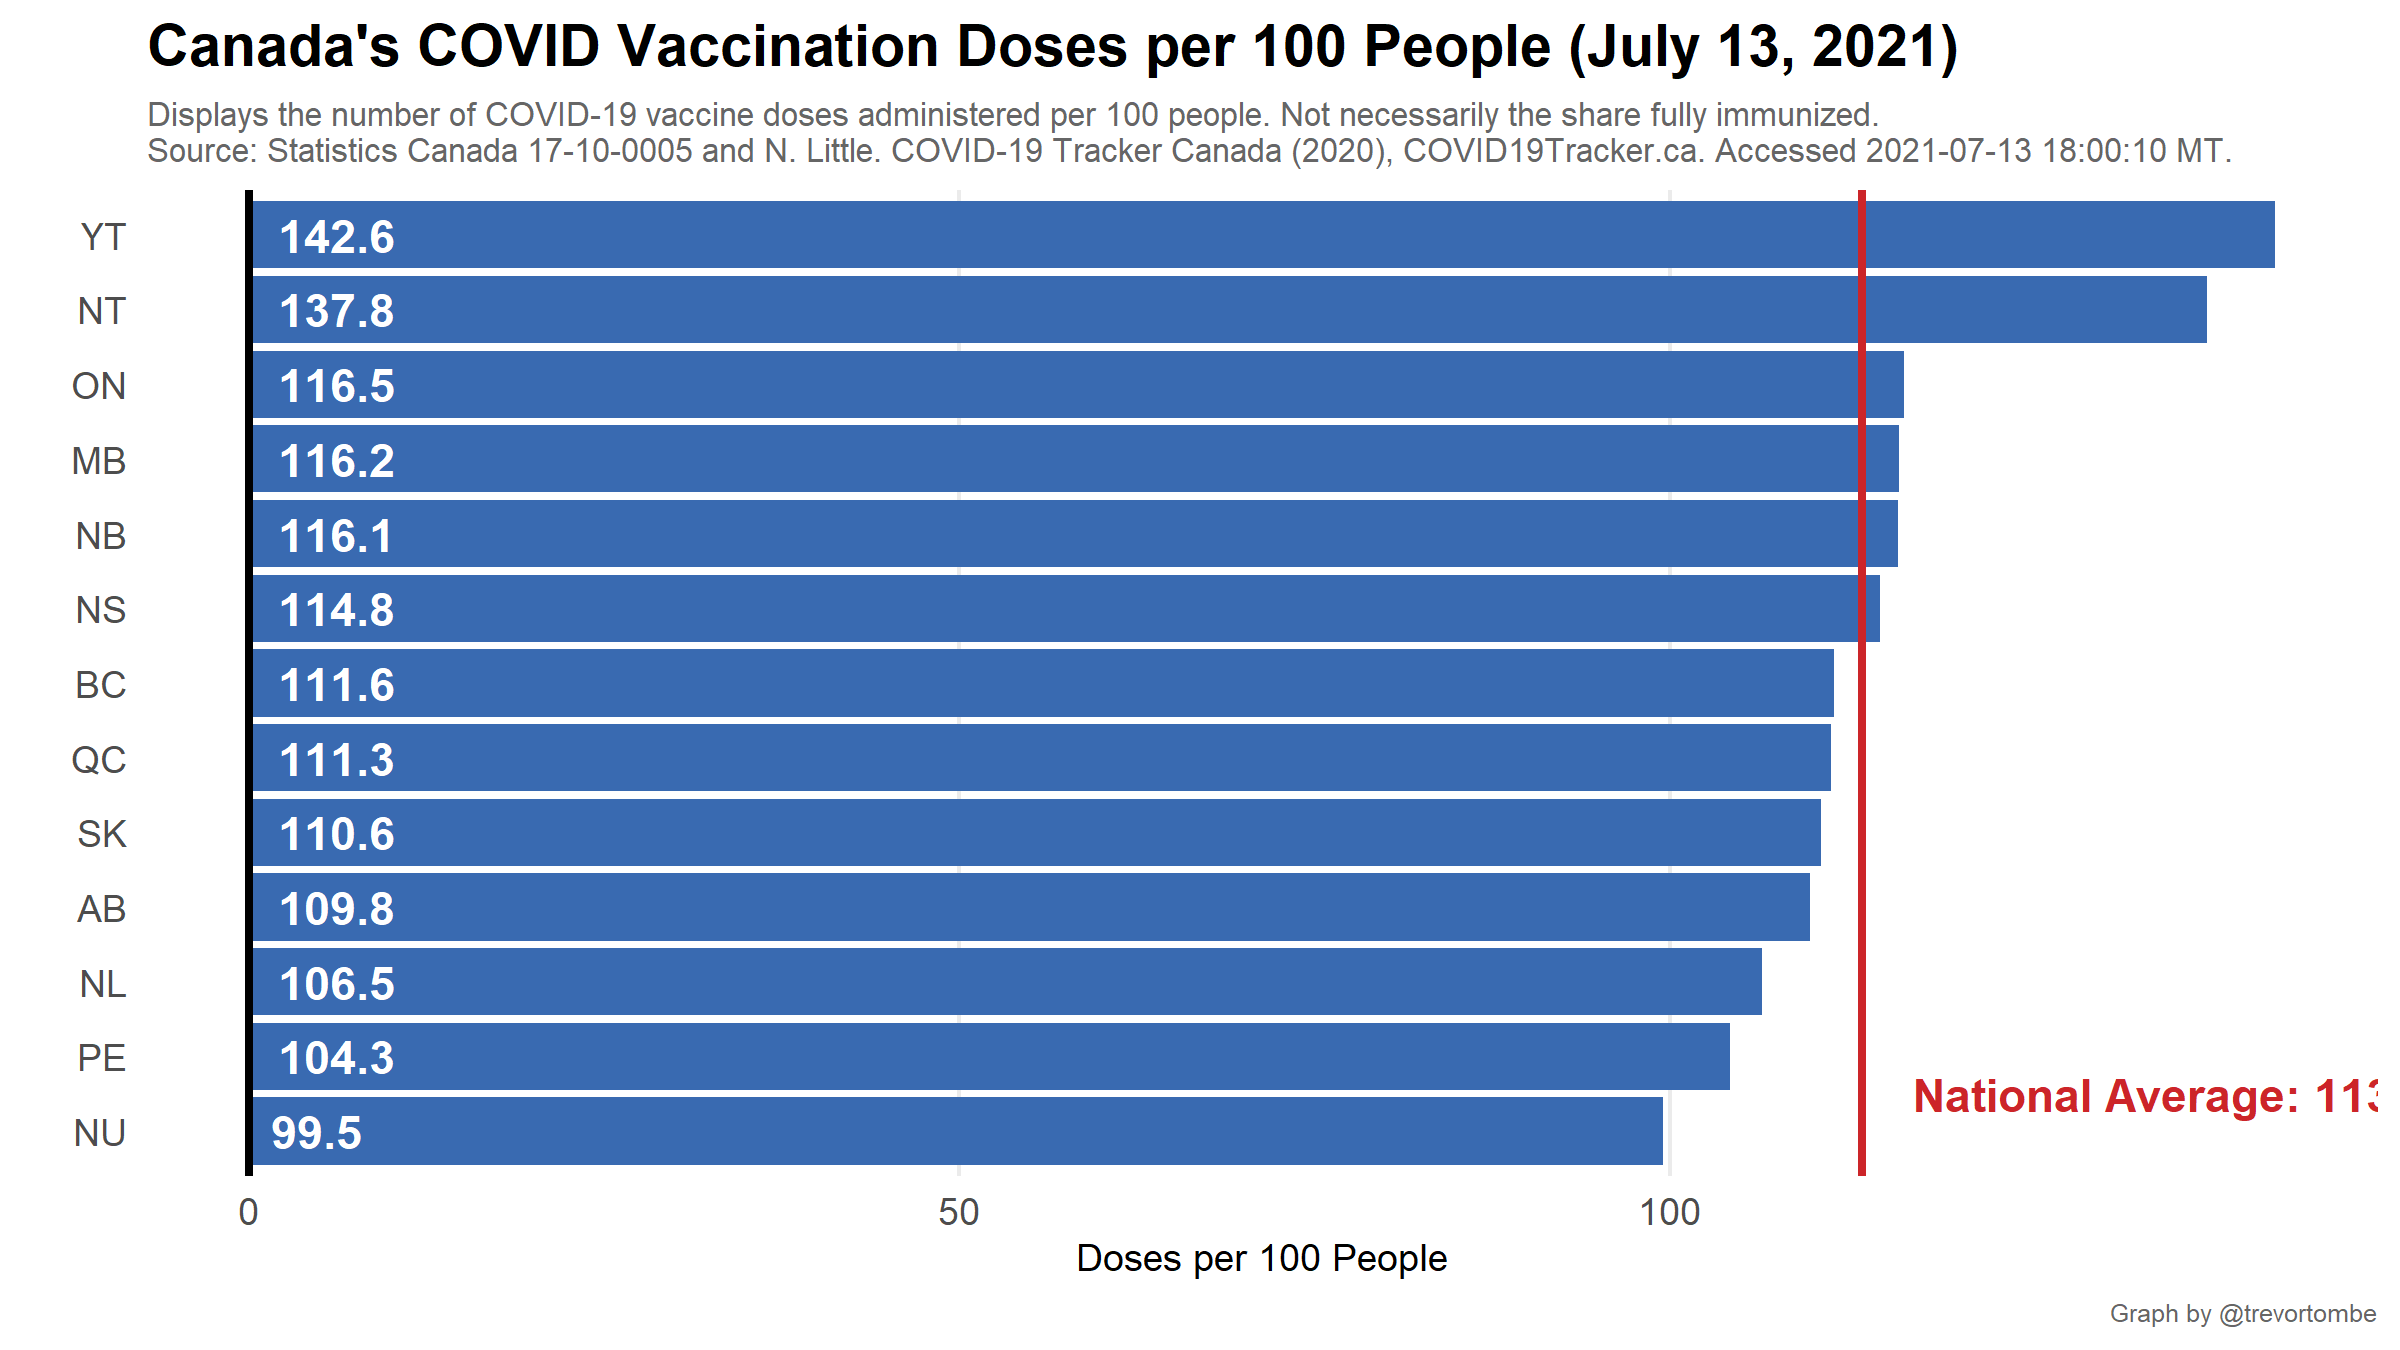 Canada's COVID Vaccination Doses per 100 People (July 13, 2021)
Displays the number of COVID-19 vaccine doses administered per 100 people. Not necessarily the share fully immunized.
Source: Statistics Canada 17-10-0005 and N. Little. COVID-19 Tracker Canada (2020), COVID19Tracker.ca. Accessed 2021-07-13 18:00:10 MT.
YT 142.6
NT 137.8
ON 116.5
MB 116.2
NB 116.1
NS 114.8
BC 111.6
QC 111.3
SK 110.6
AB 109.8
NL 106.5
PE 104.3
National Average: 113
NU 99.5
0 50 100
Doses per 100 People
Graph by @trevortombe